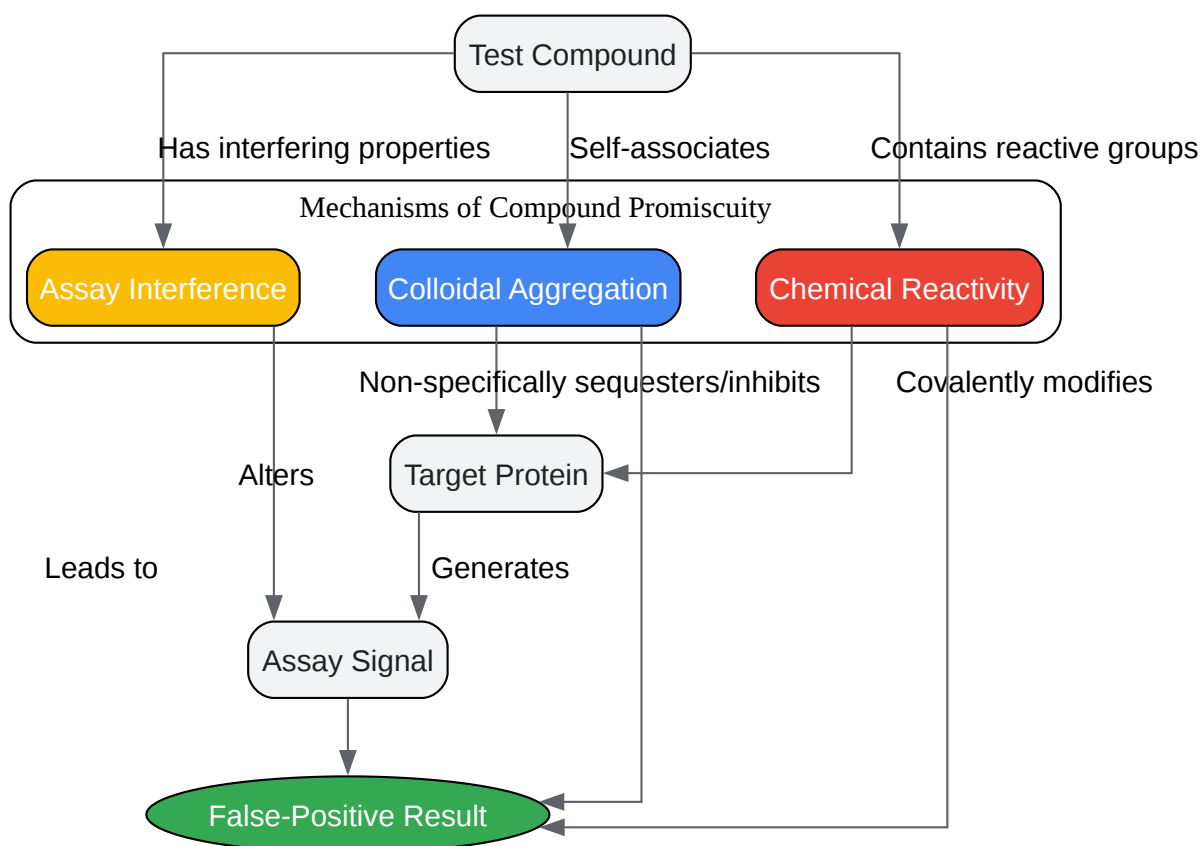 Test Compound
Has interfering properties
Self-associates
Contains reactive groups
Mechanisms of Compound Promiscuity
Assay Interference
Colloidal Aggregation
Chemical Reactivity
Non-specifically sequesters/inhibits
Covalently modifies
Alters
Target Protein
Leads to
Generates
Assay Signal
False-Positive Result